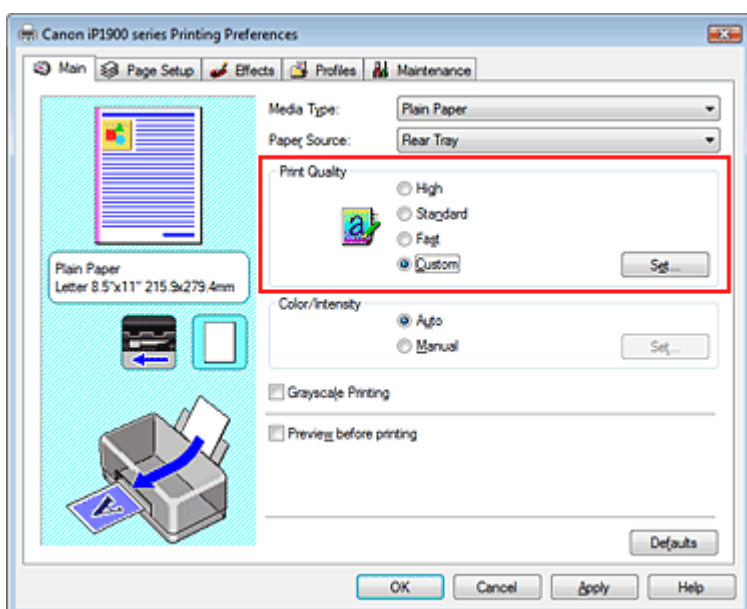 Canon iP1900 series Printing Preferences
Main Page Setup Effects Profiles Maintenance
Media Type: Plain Paper
Paper Source: Rear Tray
Print Quality
High
a Standard
Fast
Custom Set...
Plain Paper
Letter 8.5"x11" 215.9x279.4mm
Color/Intensity
Auto
Manual Set...
Grayscale Printing
Preview before printing
A
Defaults
OK Cancel Apply Help